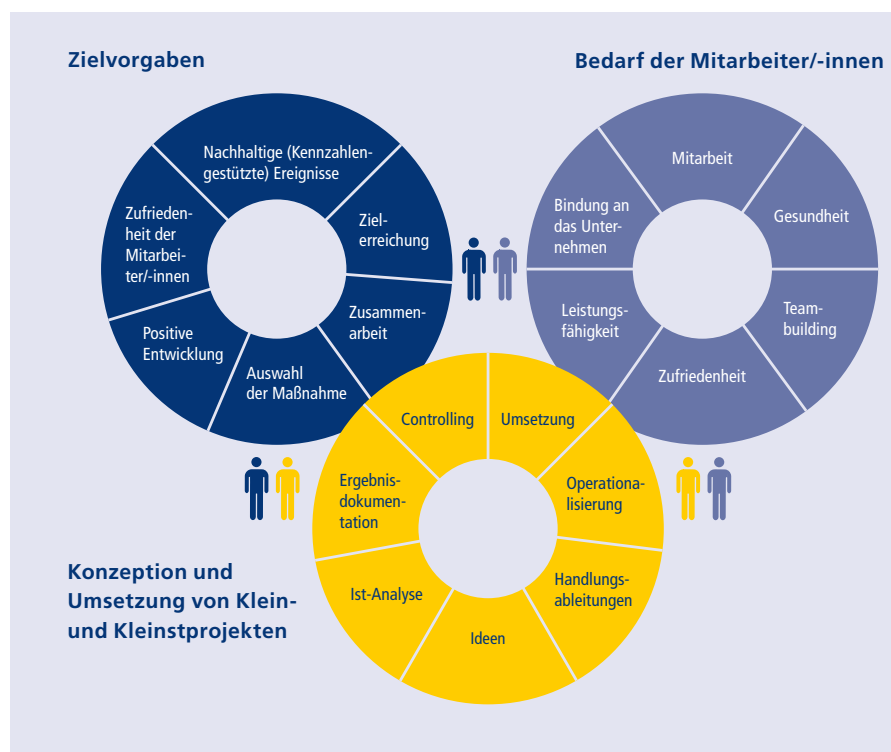 Zielvorgaben
Bedarf der Mitarbeiter/-innen
Nachhaltige (Kennzahlen-
gestützte) Ereignisse
Ziel-
erreichung
Zusammen-
arbeit
Auswahl
der Maßnahme
Positive
Entwicklung
Zufrieden-
heit der
Mitarbei-
ter/-innen
Mitarbeit
Gesundheit
Team-
building
Zufriedenheit
Leistungs-
fähigkeit
Bindung an
das Unter-
nehmen
Controlling
Umsetzung
Operationa-
lisierung
Handlungs-
ableitungen
Ideen
Ist-Analyse
Ergebnis-
dokumen-
tation
Konzeption und
Umsetzung von Klein-
und Kleinstprojekten